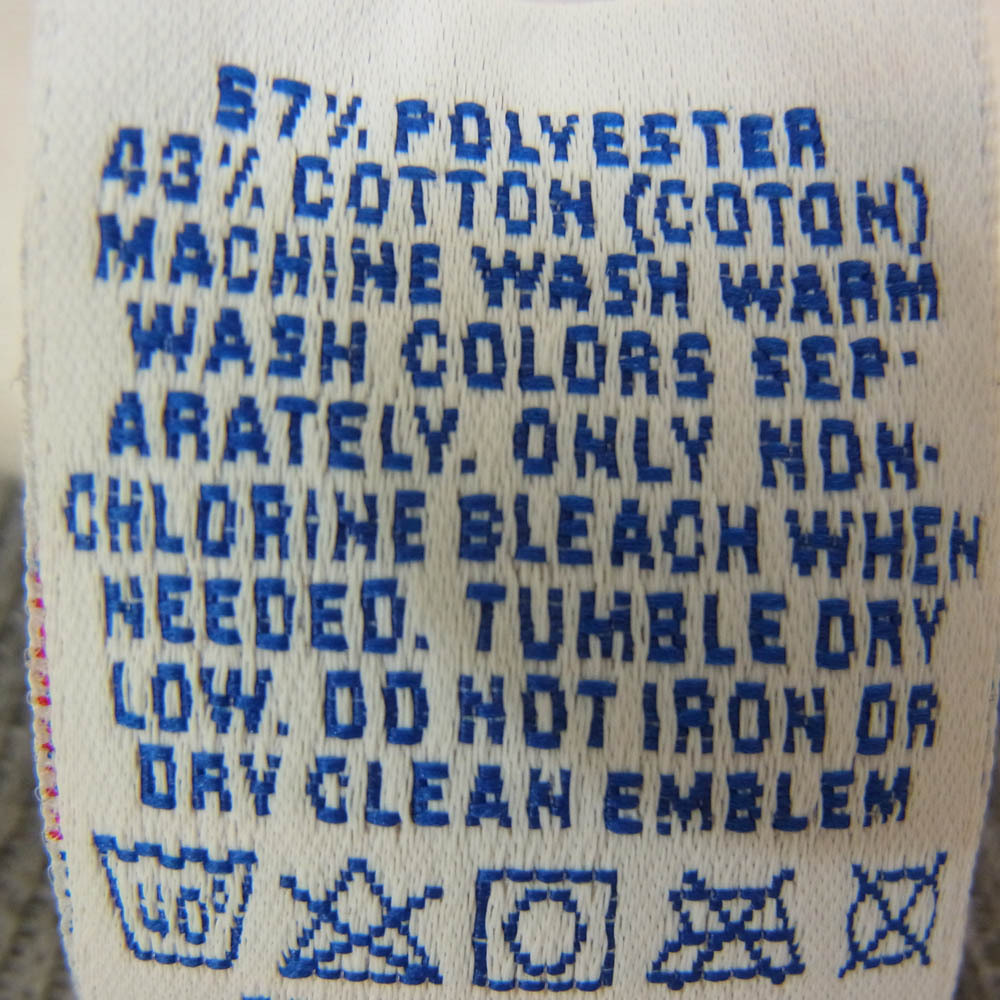 57% POLYESTER
43% COTTON (COTON)
MACHINE WASH WARM
WASH COLORS SEP-
ARATELY. ONLY NON-
CHLORINE BLEACH WHEN
NEEDED. TUMBLE DRY
LOW. DO NOT IRON OR
DRY CLEAN EMBLEM
40°